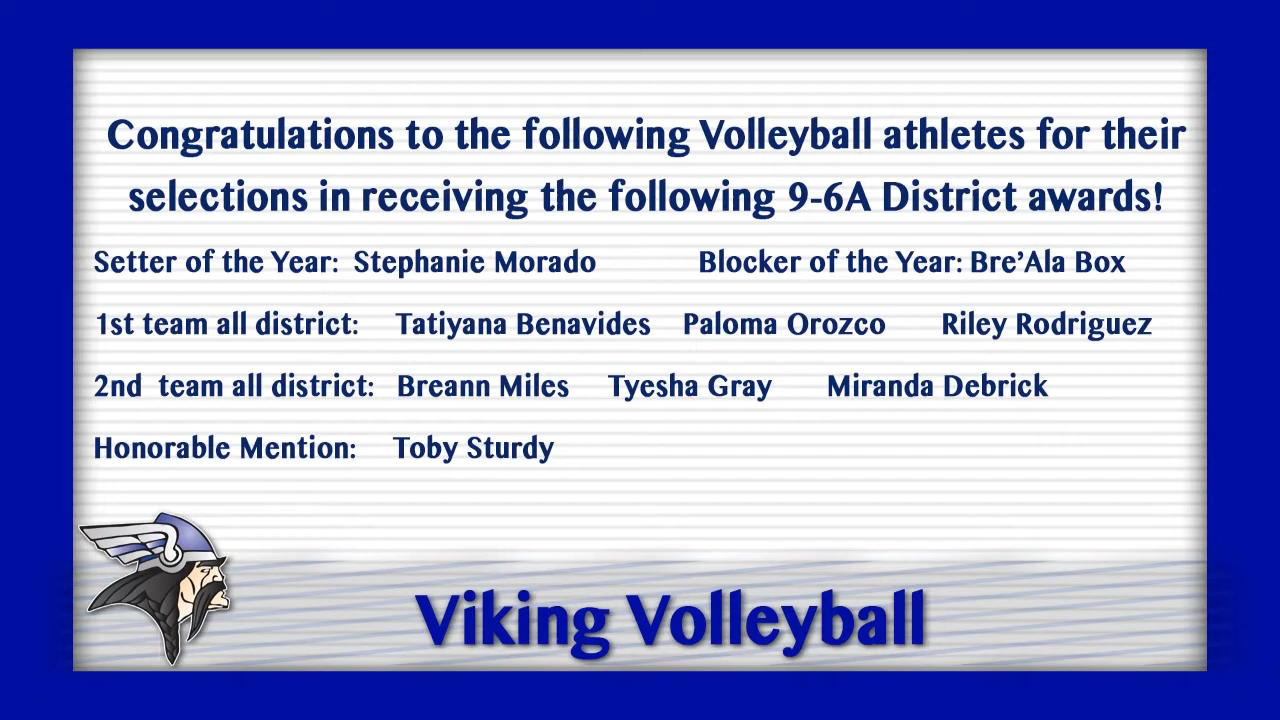 Congratulations to the following Volleyball athletes for their
selections in receiving the following 9-6A District awards!
Setter of the Year: Stephanie Morado Blocker of the Year: Bre’Ala Box
1st team all district: Tatiyana Benavides Paloma Orozco Riley Rodriguez
2nd team all district: Breann Miles Tyesha Gray Miranda Debrick
Honorable Mention: Toby Sturdy
Viking Volleyball